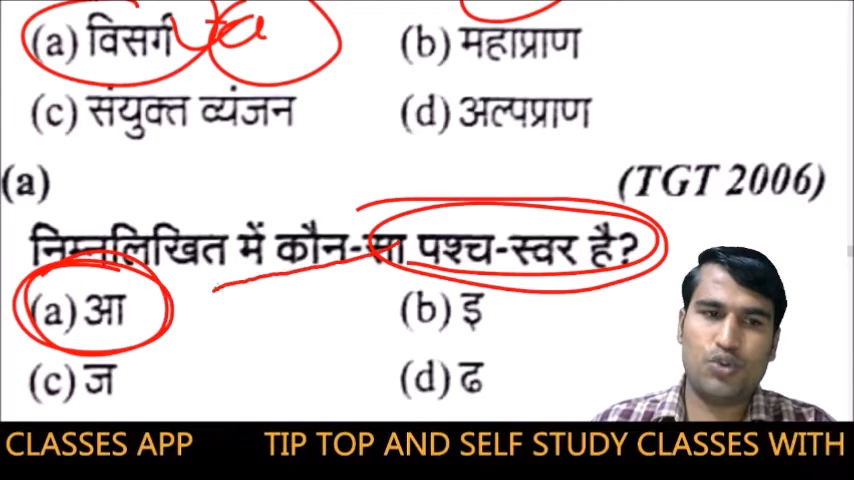 (a) विसर्ग
(b) महाप्राण
(c) संयुक्त व्यंजन
(d) अल्पप्राण
(a)
(TGT 2006)
निम्नलिखित में कौन-सा पश्च-स्वर है?
(a) आ
(b) इ
(c) ज
(d) ढ
CLASSES APP TIP TOP AND SELF STUDY CLASSES WITH